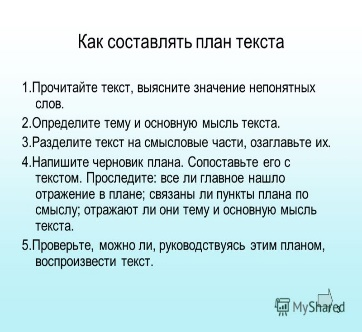 Как составлять план текста
1.Прочитайте текст, выясните значение непонятных
слов.
2.Определите тему и основную мысль текста.
3.Разделите текст на смысловые части, озаглавьте их.
4.Напишите черновик плана. Сопоставьте его с
текстом. Проследите: все ли главное нашло
отражение в плане; связаны ли пункты плана по
смыслу; отражают ли они тему и основную мысль
текста.
5.Проверьте, можно ли, руководствуясь этим планом,
воспроизвести текст.
MyShared